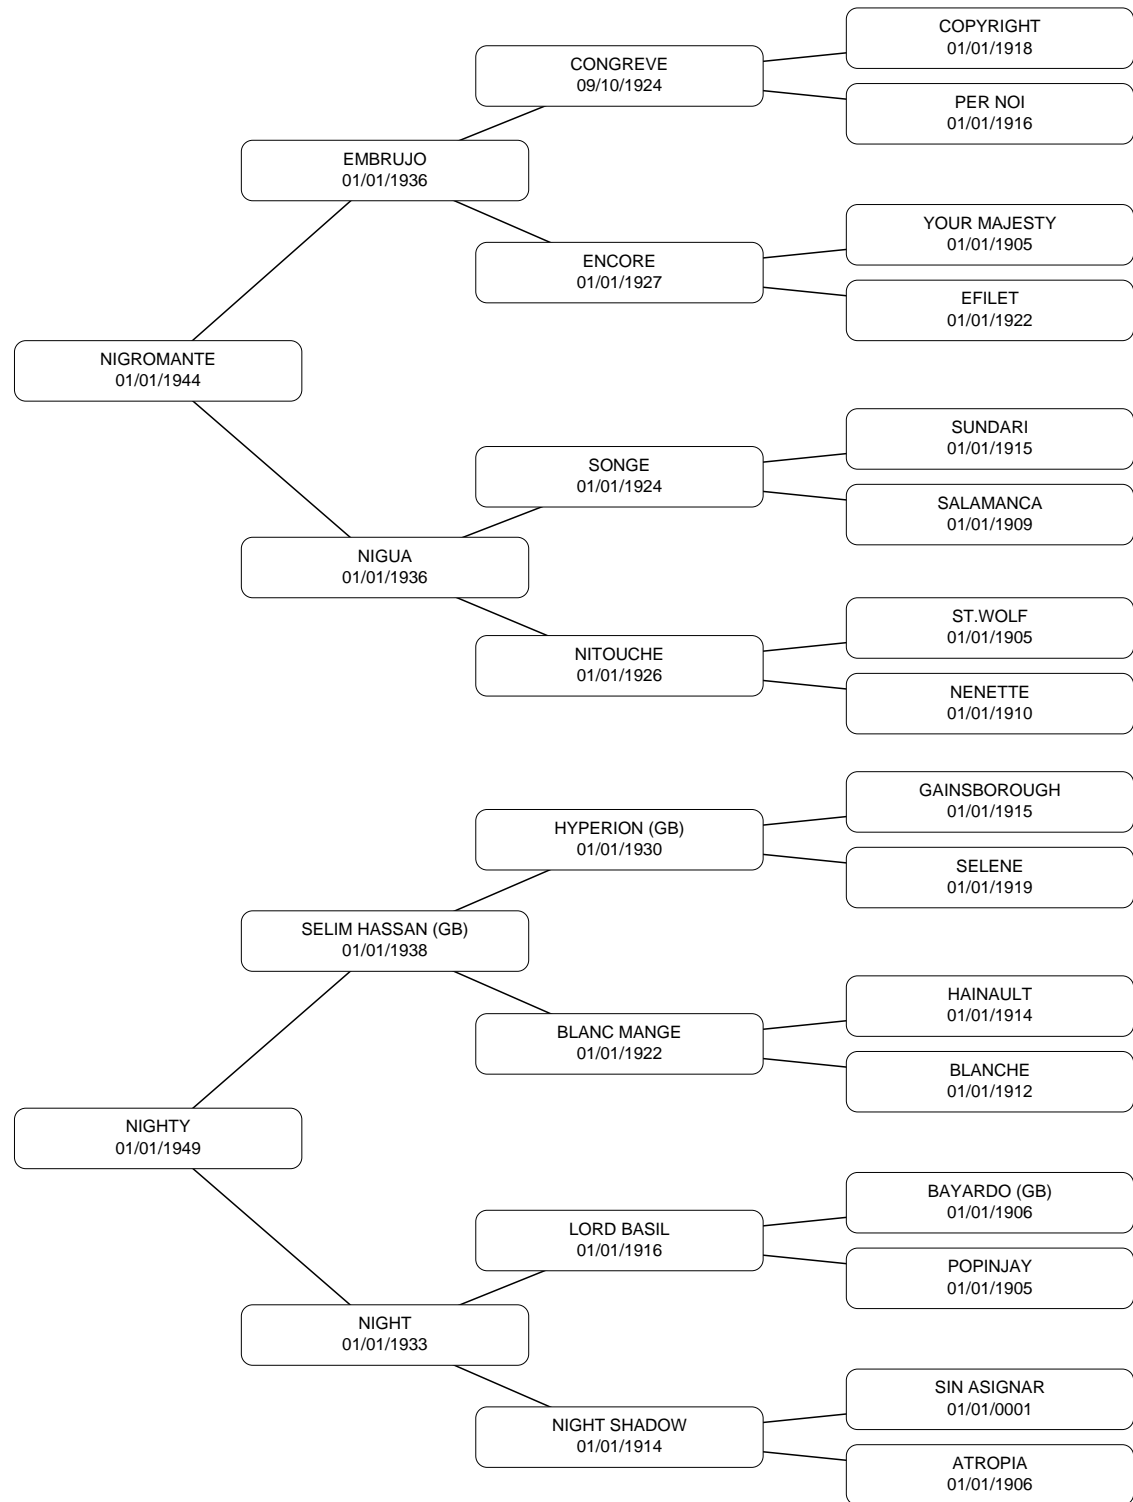 COPYRIGHT
01/01/1918
CONGREVE
09/10/1924
PER NOI
01/01/1916
EMBRUJO
01/01/1936
YOUR MAJESTY
01/01/1905
ENCORE
01/01/1927
EFILET
01/01/1922
NIGROMANTE
01/01/1944
SUNDARI
01/01/1915
SONGE
01/01/1924
SALAMANCA
01/01/1909
NIGUA
01/01/1936
ST.WOLF
01/01/1905
NITOUCHE
01/01/1926
NENETTE
01/01/1910
GAINSBOROUGH
01/01/1915
HYPERION (GB)
01/01/1930
SELENE
01/01/1919
SELIM HASSAN (GB)
01/01/1938
HAINAULT
01/01/1914
BLANC MANGE
01/01/1922
BLANCHE
01/01/1912
NIGHTY
01/01/1949
BAYARDO (GB)
01/01/1906
LORD BASIL
01/01/1916
POPINJAY
01/01/1905
NIGHT
01/01/1933
SIN ASIGNAR
01/01/0001
NIGHT SHADOW
01/01/1914
ATROPIA
01/01/1906